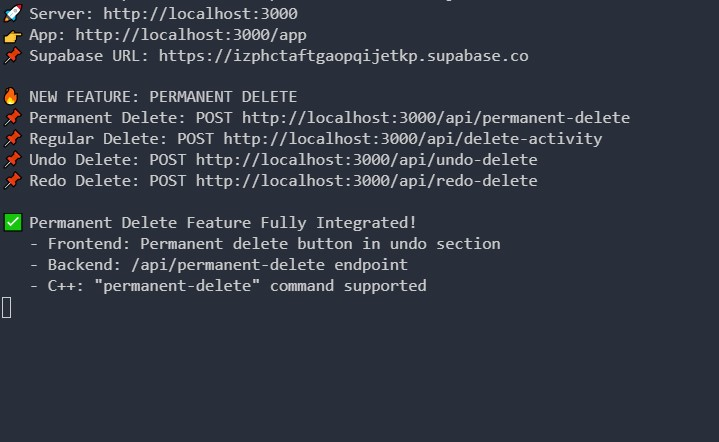 🚀 Server: http://localhost:3000
👉 App: http://localhost:3000/app
📌 Supabase URL: https://izphctaftgaopqijetkp.supabase.co
🔥 NEW FEATURE: PERMANENT DELETE
📌 Permanent Delete: POST http://localhost:3000/api/permanent-delete
📌 Regular Delete: POST http://localhost:3000/api/delete-activity
📌 Undo Delete: POST http://localhost:3000/api/undo-delete
📌 Redo Delete: POST http://localhost:3000/api/redo-delete
✅ Permanent Delete Feature Fully Integrated!
- Frontend: Permanent delete button in undo section
- Backend: /api/permanent-delete endpoint
- C++: "permanent-delete" command supported